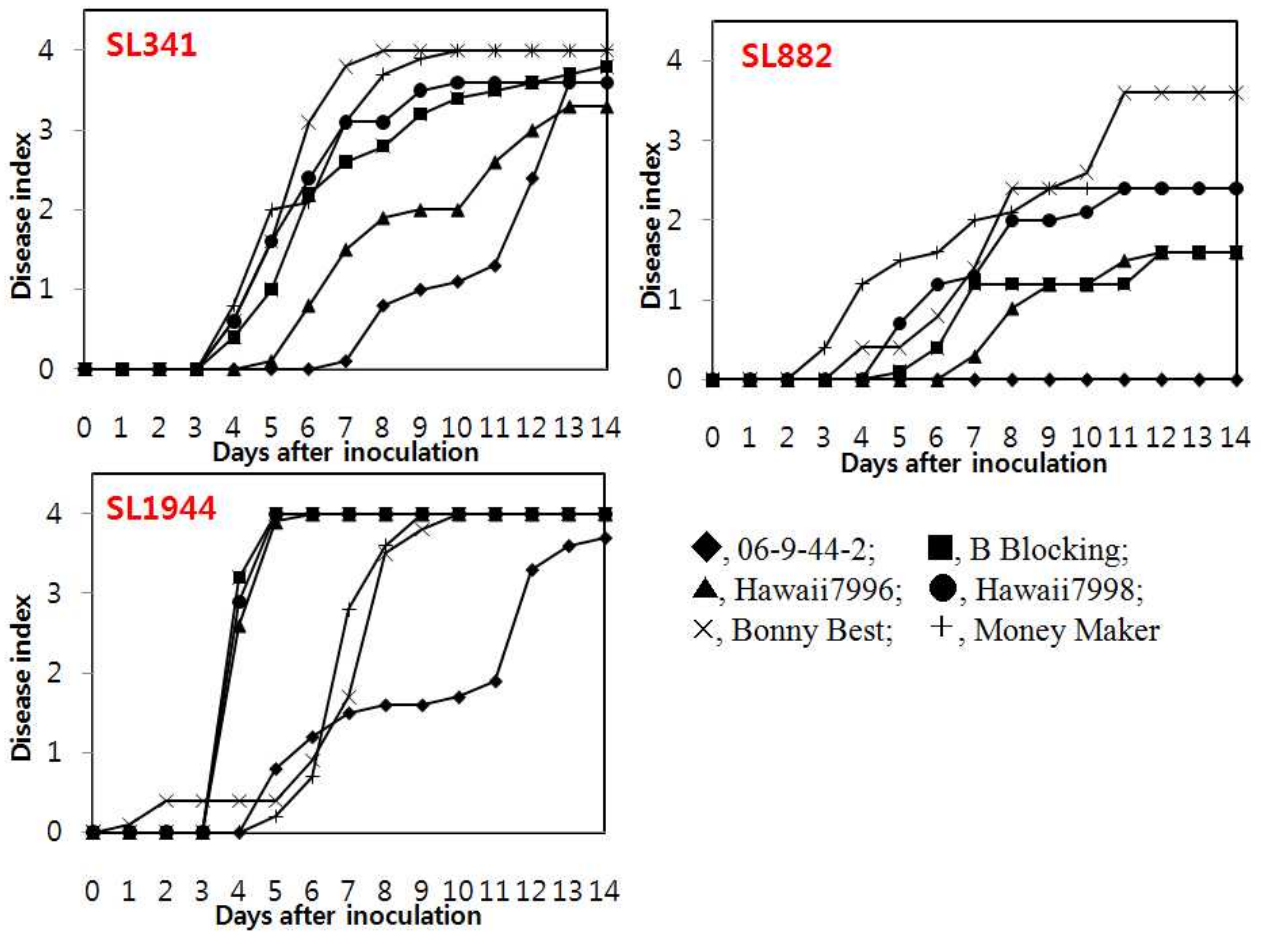 SL341
4
3
2
1
0
Disease index
0 1 2 3 4 5 6 7 8 9 10 11 12 13 14
Days after inoculation
SL882
4
3
2
1
0
Disease index
0 1 2 3 4 5 6 7 8 9 10 11 12 13 14
Days after inoculation
SL1944
4
3
2
1
0
Disease index
0 1 2 3 4 5 6 7 8 9 10 11 12 13 14
Days after inoculation
◆, 06-9-44-2; ■, B Blocking;
▲, Hawaii7996; ●, Hawaii7998;
×, Bonny Best; +, Money Maker